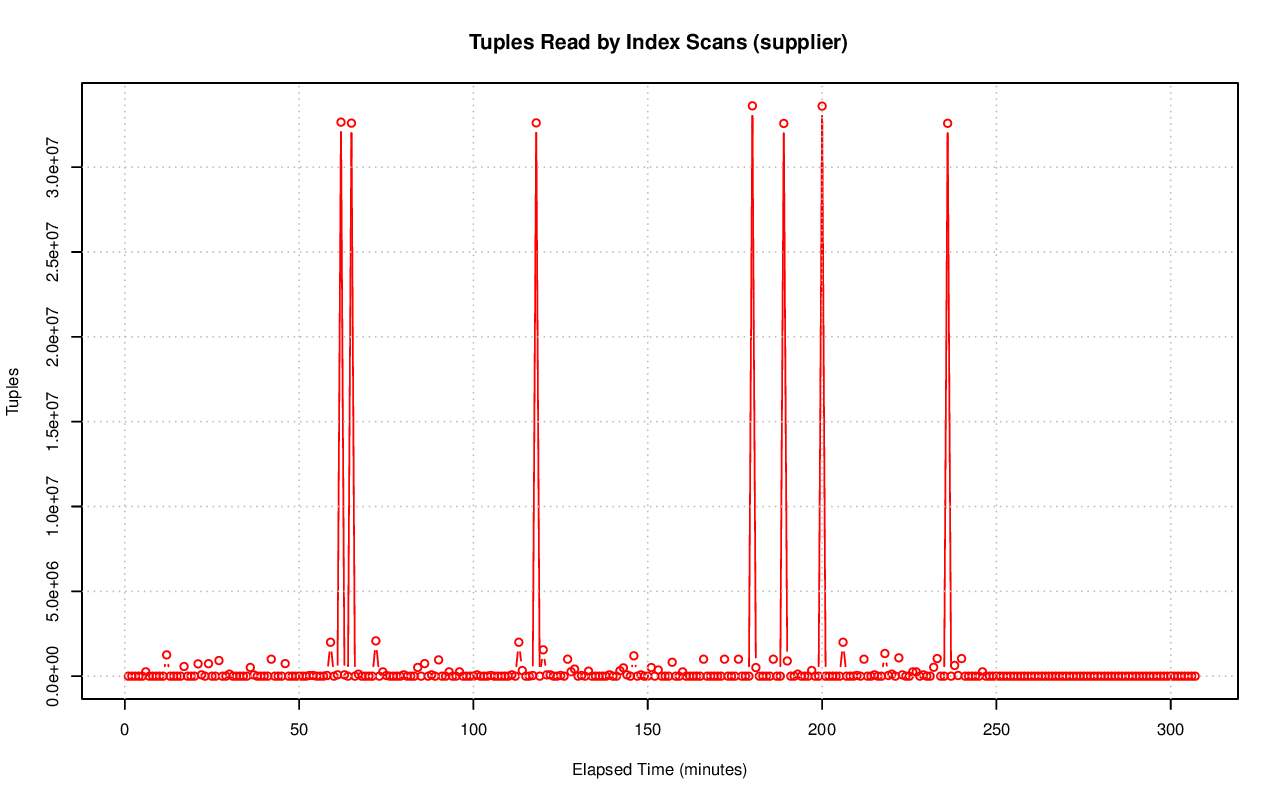 Tuples Read by Index Scans (supplier)
Tuples
3.0e+07
2.5e+07
2.0e+07
1.5e+07
1.0e+07
5.0e+06
0.0e+00
0 50 100 150 200 250 300
Elapsed Time (minutes)